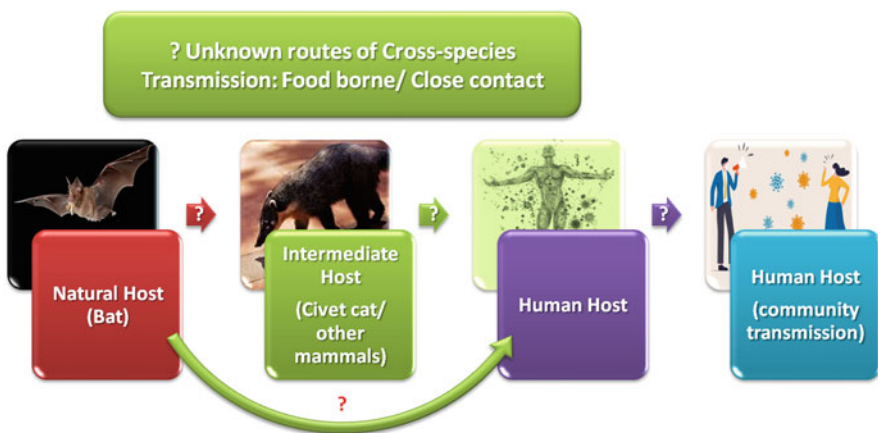 ? Unknown routes of Cross-species
Transmission: Food borne/ Close contact
?
?
?
Natural Host
(Bat)
Intermediate
Host
(Civet cat/
other
mammals)
Human Host
Human Host
(community
transmission)
?